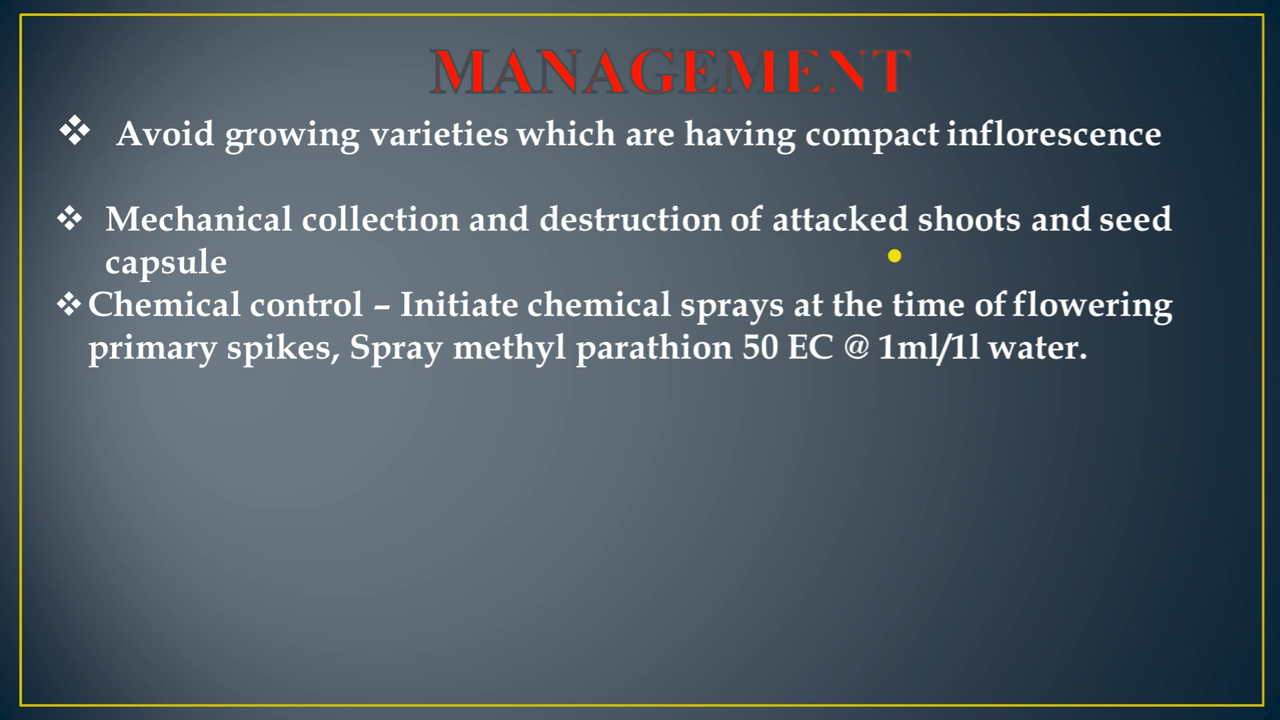 MANAGEMENT
❖ Avoid growing varieties which are having compact inflorescence
❖ Mechanical collection and destruction of attacked shoots and seed
capsule
❖ Chemical control – Initiate chemical sprays at the time of flowering
primary spikes, Spray methyl parathion 50 EC @ 1ml/1l water.